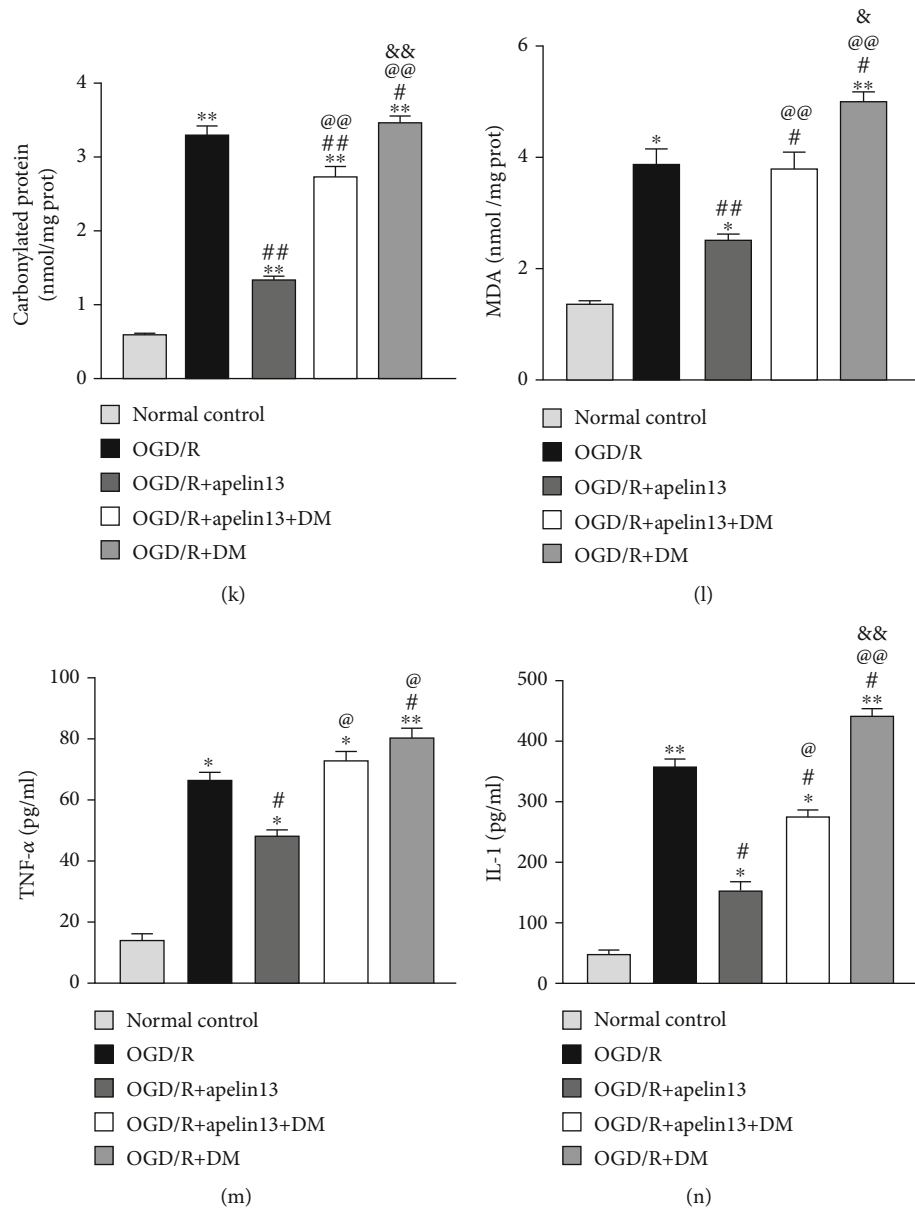 Carbonylated protein
(nmol/mg prot)
4
3
2
1
0
**
##
**
@@
##
**
&&
@@
#
**
Normal control
OGD/R
OGD/R+apelin13
OGD/R+apelin13+DM
OGD/R+DM
(k)
MDA (nmol /mg prot)
6
4
2
0
*
##
*
@@
#
&
@@
#
**
Normal control
OGD/R
OGD/R+apelin13
OGD/R+apelin13+DM
OGD/R+DM
(l)
TNF-α (pg/ml)
100
80
60
40
20
0
*
#
*
@
*
@
#
**
Normal control
OGD/R
OGD/R+apelin13
OGD/R+apelin13+DM
OGD/R+DM
(m)
IL-1 (pg/ml)
500
400
300
200
100
0
**
#
*
@
#
*
&&
@@
#
**
Normal control
OGD/R
OGD/R+apelin13
OGD/R+apelin13+DM
OGD/R+DM
(n)